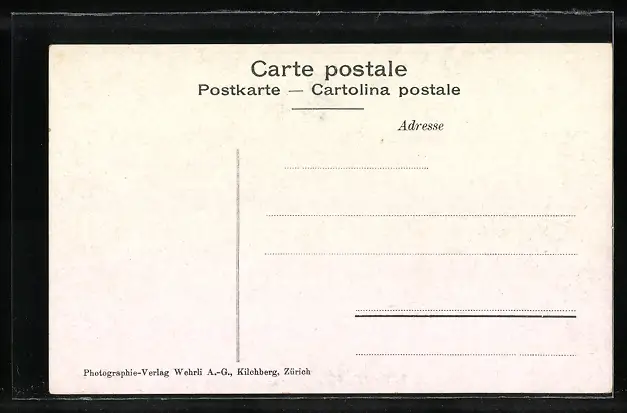 Carte postale
Postkarte — Cartolina postale
Adresse
Photographie-Verlag Wehrli A.-G., Kilchberg, Zürich